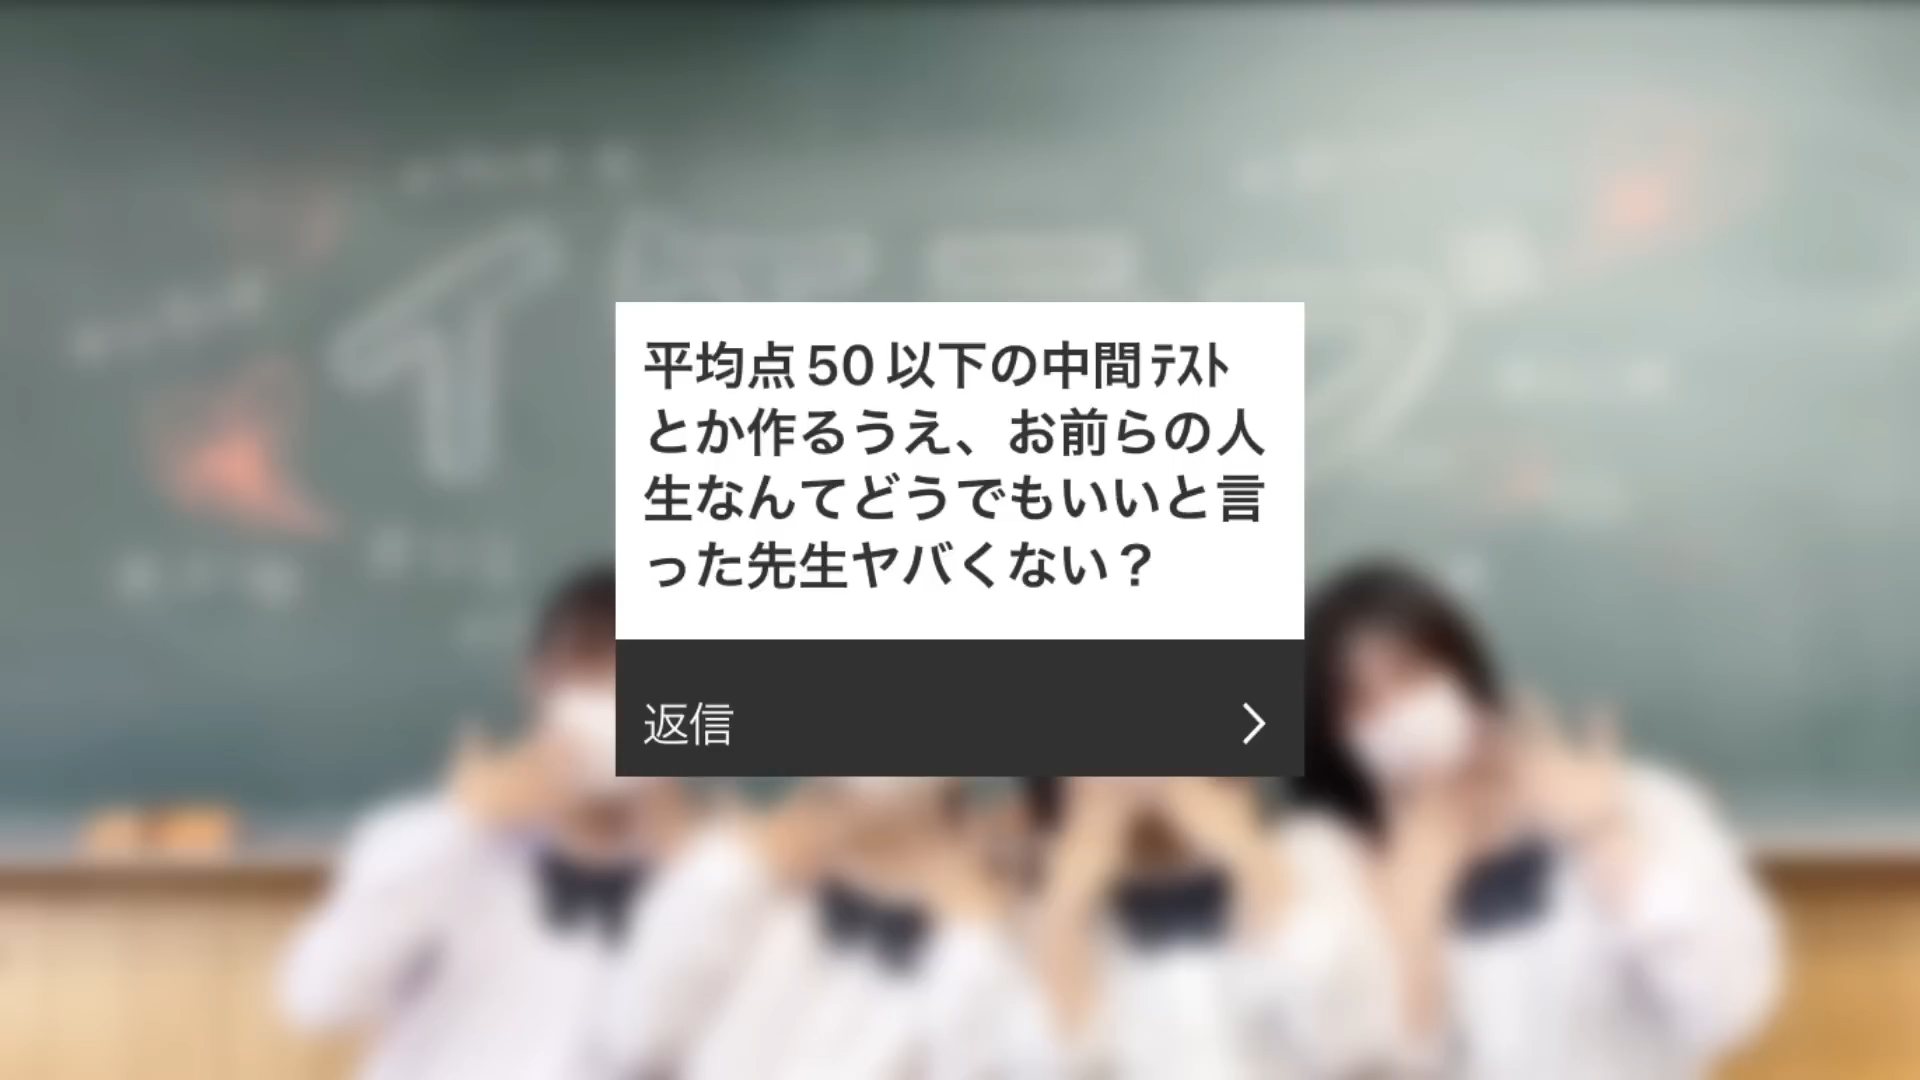 平均点50以下の中間ﾃｽﾄ
とか作るうえ、お前らの人
生なんてどうでもいいと言
った先生ヤバくない？
返信